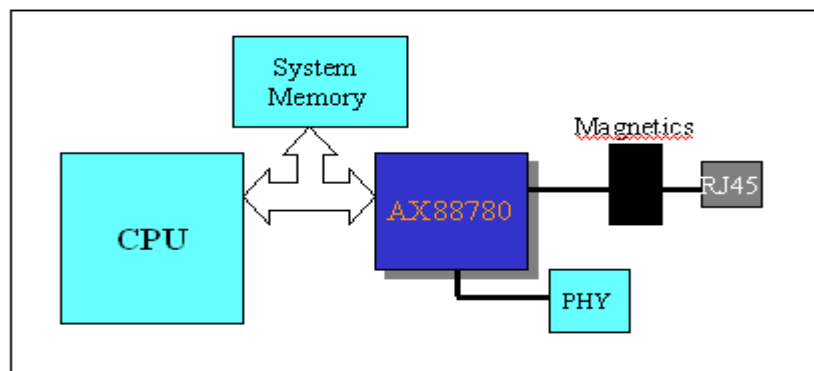 System
Memory
Magnetics
CPU
AX88780
RJ45
PHY